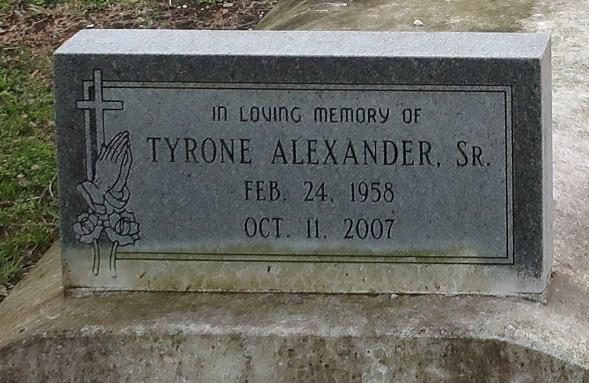 IN LOVING MEMORY OF
TYRONE ALEXANDER, SR.
FEB. 24, 1958
OCT. 11, 2007